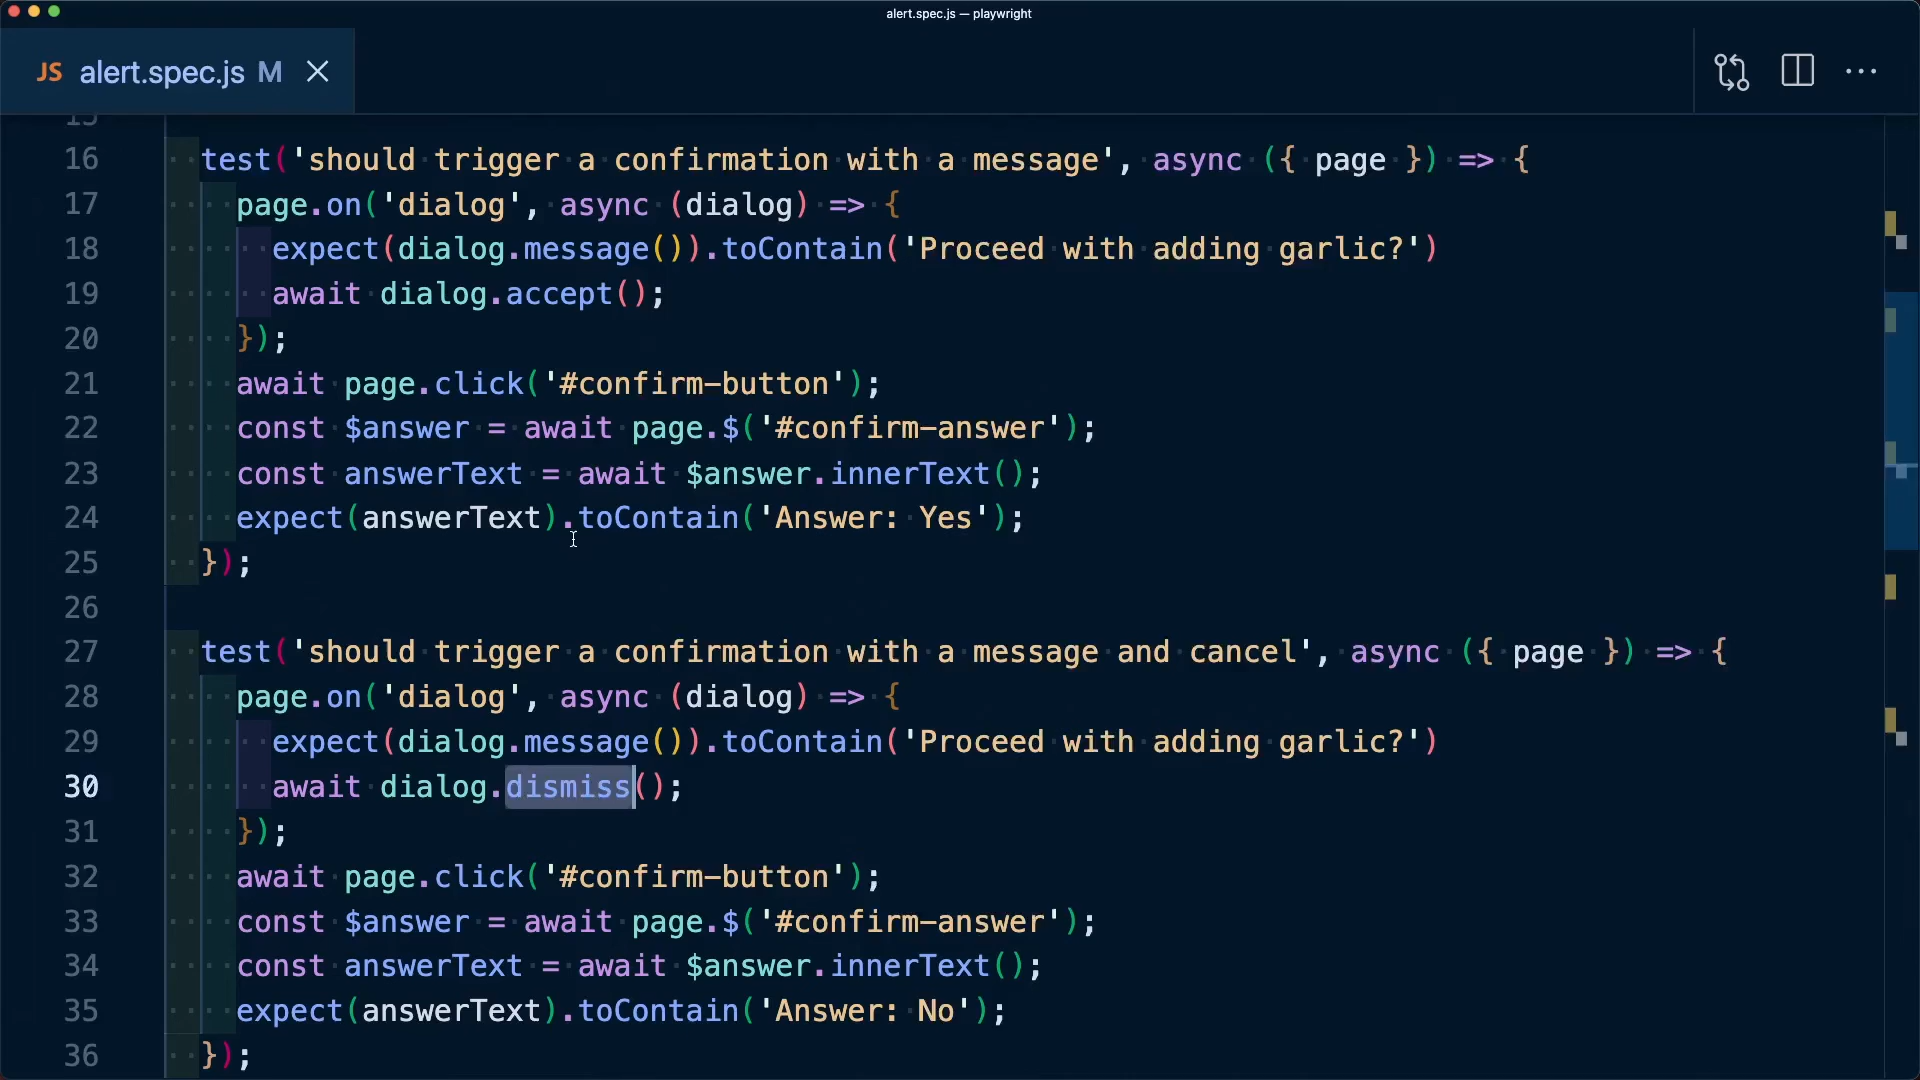 alert.spec.js — playwright
JS alert.spec.js M
15
16 test('should trigger a confirmation with a message', async ({ page }) => {
17 page.on('dialog', async (dialog) => {
18 expect(dialog.message()).toContain('Proceed with adding garlic?')
19 await dialog.accept();
20 });
21 await page.click('#confirm-button');
22 const $answer = await page.$('#confirm-answer');
23 const answerText = await $answer.innerText();
24 expect(answerText).toContain('Answer: Yes');
25 });
26
27 test('should trigger a confirmation with a message and cancel', async ({ page }) => {
28 page.on('dialog', async (dialog) => {
29 expect(dialog.message()).toContain('Proceed with adding garlic?')
30 await dialog.dismiss();
31 });
32 await page.click('#confirm-button');
33 const $answer = await page.$('#confirm-answer');
34 const answerText = await $answer.innerText();
35 expect(answerText).toContain('Answer: No');
36 });